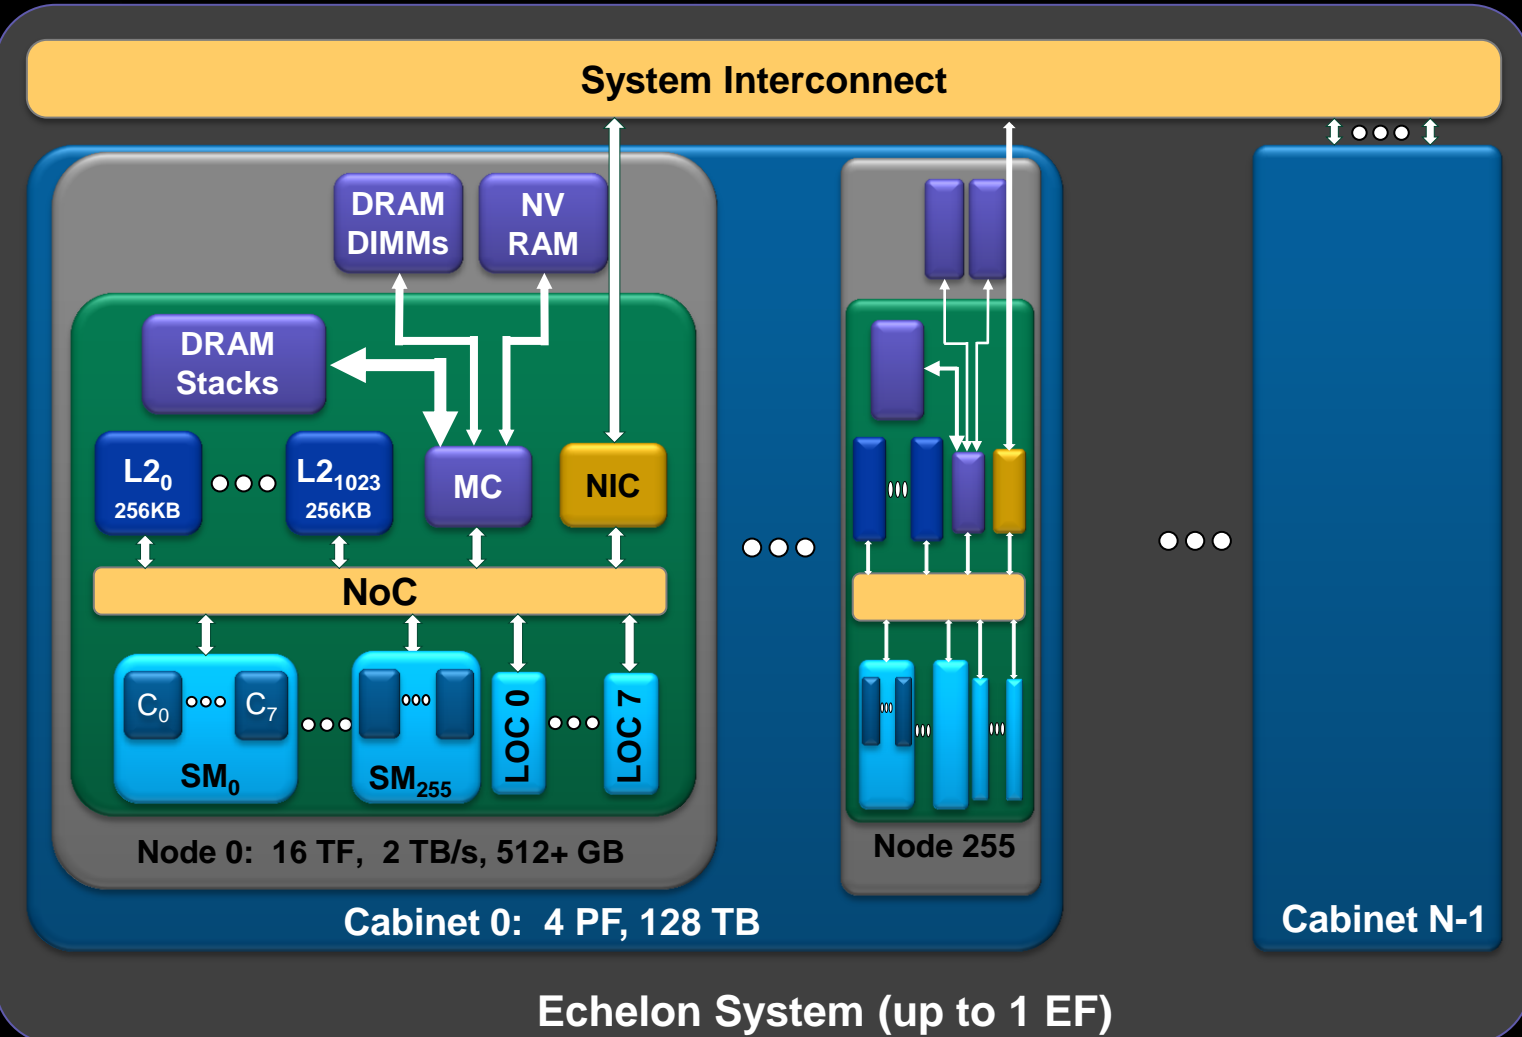 System Interconnect
DRAM
DIMMs
NV
RAM
DRAM
Stacks
L2₀
256KB
L2₁₀₂₃
256KB
MC
NIC
NoC
C₀
C₇
SM₀
SM₂₅₅
LOC 0
LOC 7
Node 0: 16 TF, 2 TB/s, 512+ GB
Node 255
Cabinet 0: 4 PF, 128 TB
Cabinet N-1
Echelon System (up to 1 EF)